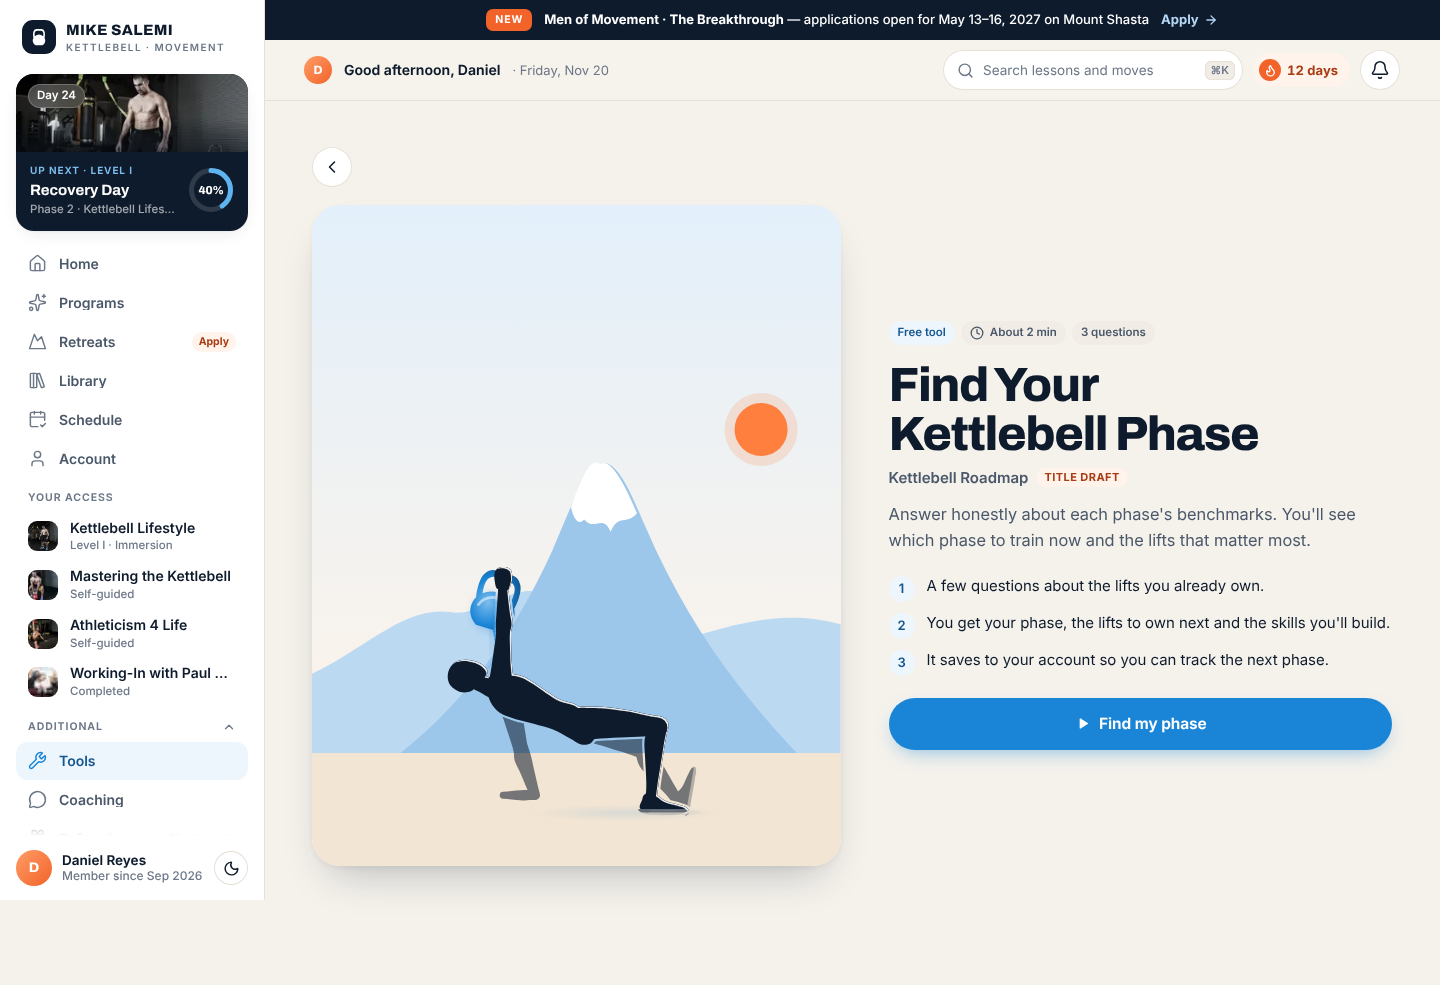 NEW Men of Movement · The Breakthrough — applications open for May 13–16, 2027 on Mount Shasta Apply →
MIKE SALEMI
KETTLEBELL · MOVEMENT
Day 24
UP NEXT · LEVEL I
Recovery Day
Phase 2 · Kettlebell Lifes...
40%
Home
Programs
Retreats Apply
Library
Schedule
Account
YOUR ACCESS
Kettlebell Lifestyle
Level I · Immersion
Mastering the Kettlebell
Self-guided
Athleticism 4 Life
Self-guided
Working-In with Paul ...
Completed
ADDITIONAL
Tools
Coaching
D
Daniel Reyes
Member since Sep 2026
D Good afternoon, Daniel · Friday, Nov 20
Search lessons and moves ⌘K
12 days
Free tool About 2 min 3 questions
Find Your
Kettlebell Phase
Kettlebell Roadmap TITLE DRAFT
Answer honestly about each phase's benchmarks. You'll see
which phase to train now and the lifts that matter most.
1 A few questions about the lifts you already own.
2 You get your phase, the lifts to own next and the skills you'll build.
3 It saves to your account so you can track the next phase.
Find my phase